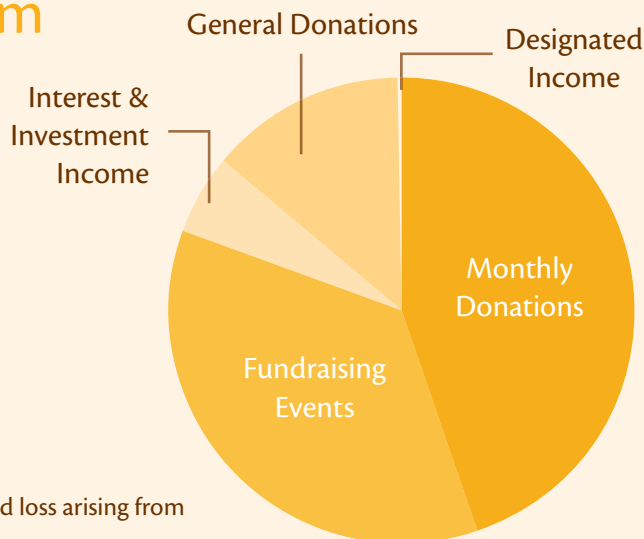 m
General Donations
Designated
Income
Interest &
Investment
Income
Monthly
Donations
Fundraising
Events
d loss arising from